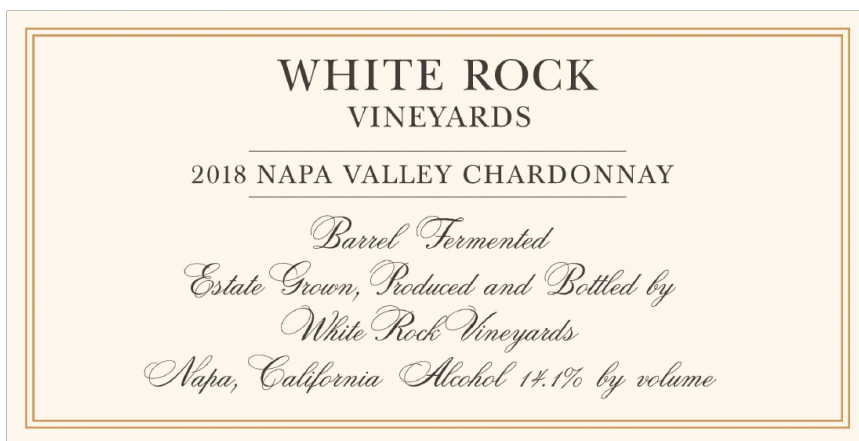 WHITE ROCK
VINEYARDS
2018 NAPA VALLEY CHARDONNAY
Barrel Fermented
Estate Grown, Produced and Bottled by
White Rock Vineyards
Napa, California Alcohol 14.1% by volume